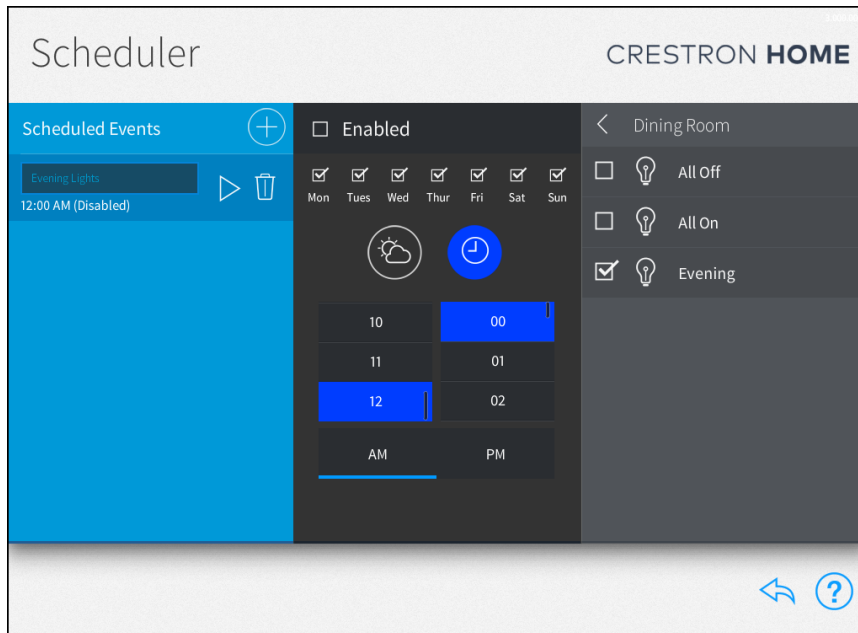 Scheduler
CRESTRON HOME
Scheduled Events
Evening Lights
12:00 AM (Disabled)
Enabled
Mon Tues Wed Thur Fri Sat Sun
10 00
11 01
12 02
AM PM
Dining Room
All Off
All On
Evening
?